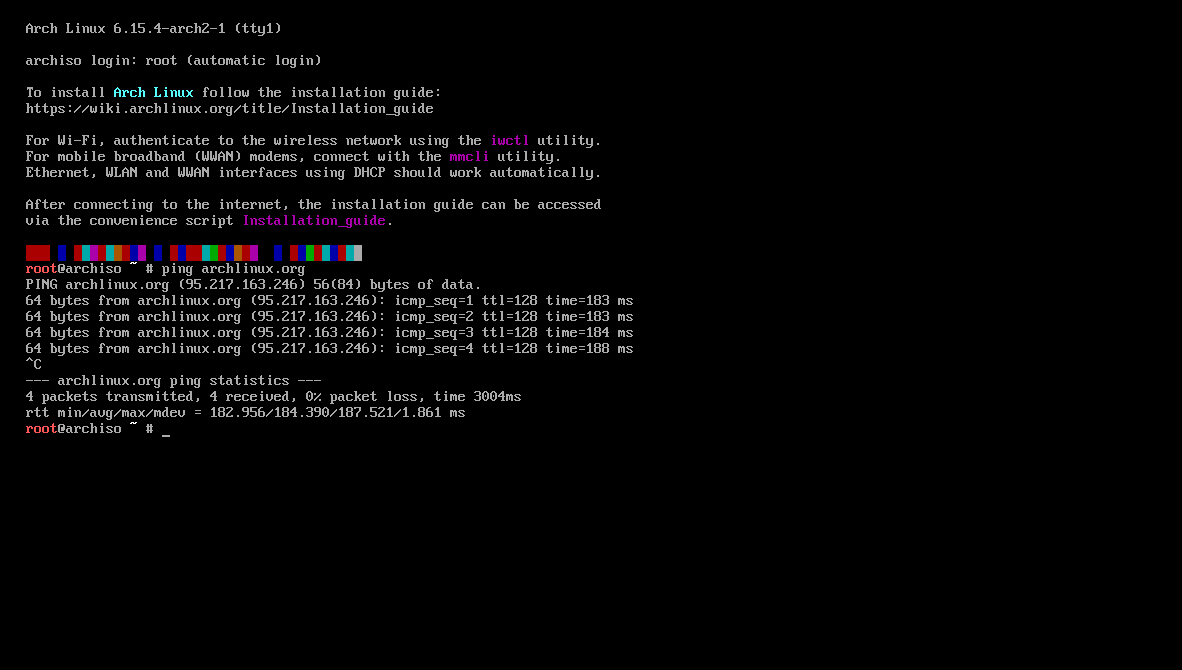 Arch Linux 6.15.4-arch2-1 (tty1)
archiso login: root (automatic login)
To install Arch Linux follow the installation guide:
https://wiki.archlinux.org/title/Installation_guide
For Wi-Fi, authenticate to the wireless network using the iwctl utility.
For mobile broadband (WWAN) modems, connect with the mmcli utility.
Ethernet, WLAN and WWAN interfaces using DHCP should work automatically.
After connecting to the internet, the installation guide can be accessed
via the convenience script Installation_guide.
root@archiso ~ # ping archlinux.org
PING archlinux.org (95.217.163.246) 56(84) bytes of data.
64 bytes from archlinux.org (95.217.163.246): icmp_seq=1 ttl=128 time=183 ms
64 bytes from archlinux.org (95.217.163.246): icmp_seq=2 ttl=128 time=183 ms
64 bytes from archlinux.org (95.217.163.246): icmp_seq=3 ttl=128 time=184 ms
64 bytes from archlinux.org (95.217.163.246): icmp_seq=4 ttl=128 time=188 ms
^C
--- archlinux.org ping statistics ---
4 packets transmitted, 4 received, 0% packet loss, time 3004ms
rtt min/avg/max/mdev = 182.956/184.390/187.521/1.861 ms
root@archiso ~ # _